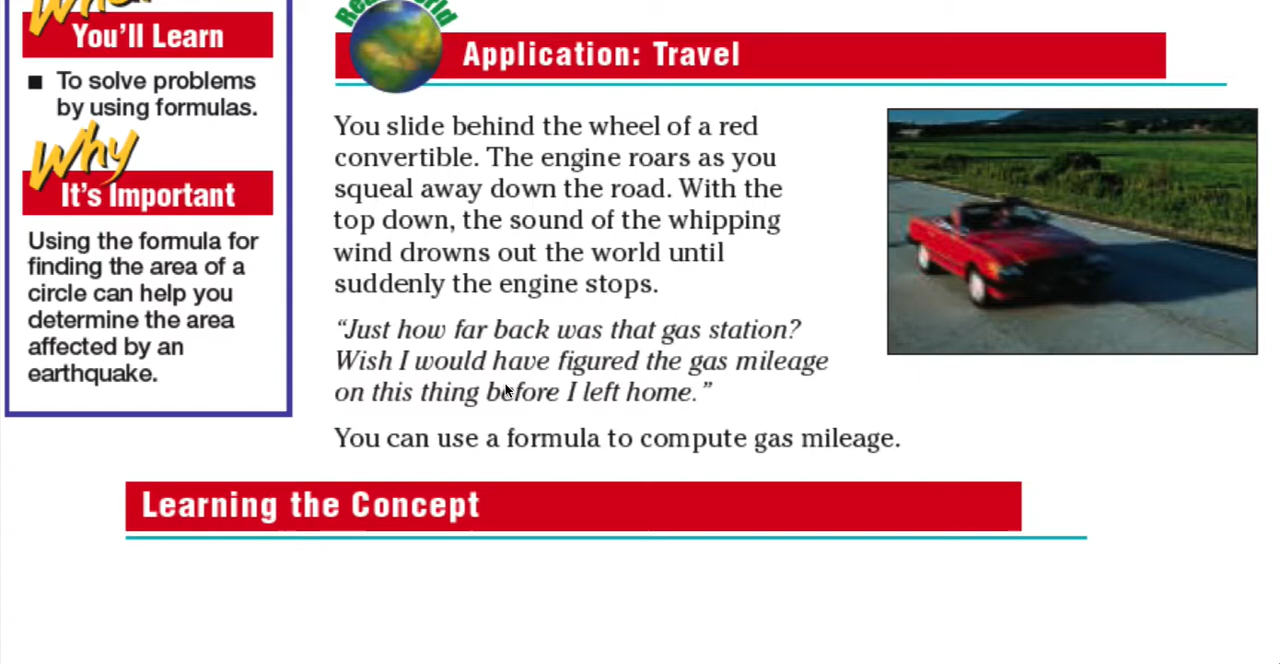 You'll Learn
■ To solve problems
by using formulas.
Why
It's Important
Using the formula for
finding the area of a
circle can help you
determine the area
affected by an
earthquake.
Application: Travel
You slide behind the wheel of a red
convertible. The engine roars as you
squeal away down the road. With the
top down, the sound of the whipping
wind drowns out the world until
suddenly the engine stops.
“Just how far back was that gas station?
Wish I would have figured the gas mileage
on this thing before I left home.”
You can use a formula to compute gas mileage.
Learning the Concept